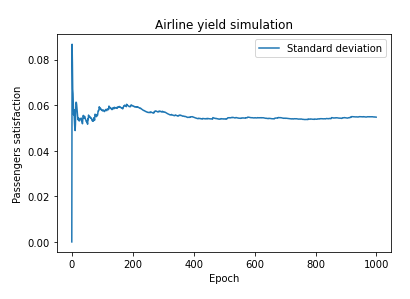 Airline yield simulation
Standard deviation
Passengers satisfaction
0.08
0.06
0.04
0.02
0.00
0
200
400
600
800
1000
Epoch